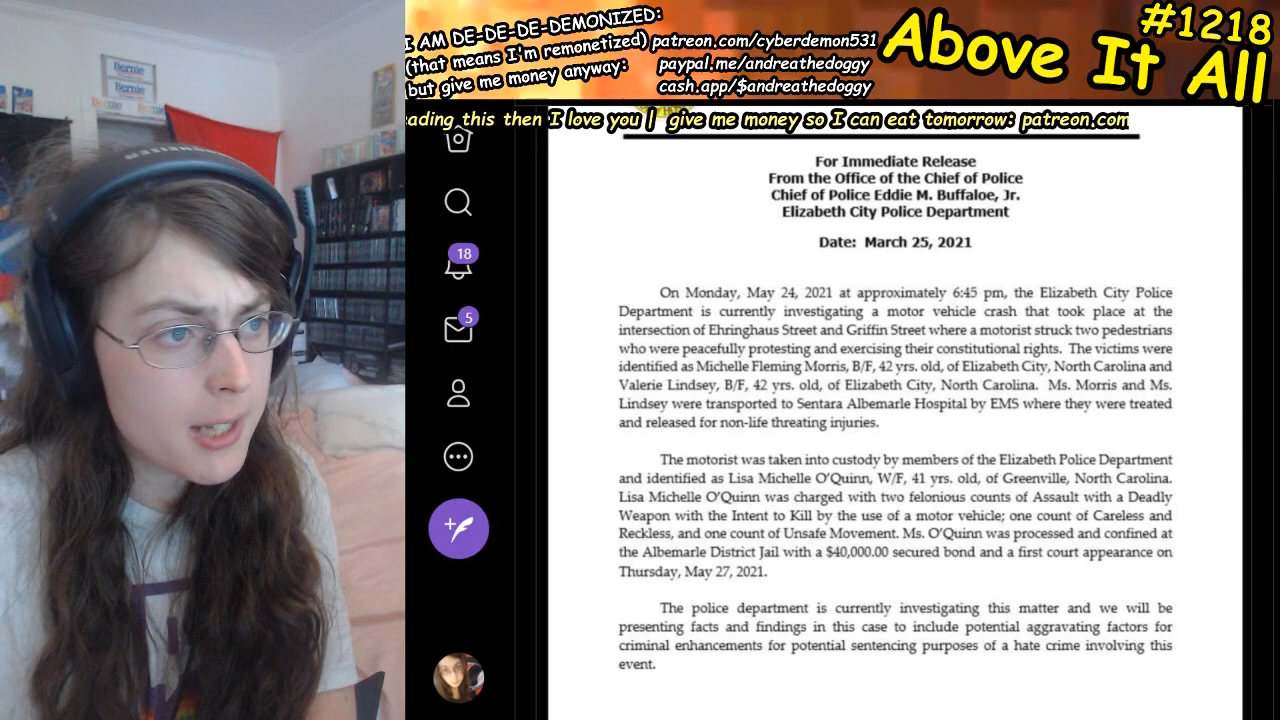 I AM DE-DE-DE-DEMONIZED:
(that means I'm remonetized)
but give me money anyway:
patreon.com/cyberdemon531
paypal.me/andreathedoggy
cash.app/$andreathedoggy
#1218
Above It All
eading this then I love you | give me money so I can eat tomorrow: patreon.com
Bernie
Bernie
Bernie
Bernie
18
5
For Immediate Release
From the Office of the Chief of Police
Chief of Police Eddie M. Buffaloe, Jr.
Elizabeth City Police Department
Date: March 25, 2021
On Monday, May 24, 2021 at approximately 6:45 pm, the Elizabeth City Police
Department is currently investigating a motor vehicle crash that took place at the
intersection of Ehringhaus Street and Griffin Street where a motorist struck two pedestrians
who were peacefully protesting and exercising their constitutional rights. The victims were
identified as Michelle Fleming Morris, B/F, 42 yrs. old, of Elizabeth City, North Carolina and
Valerie Lindsey, B/F, 42 yrs. old, of Elizabeth City, North Carolina. Ms. Morris and Ms.
Lindsey were transported to Sentara Albemarle Hospital by EMS where they were treated
and released for non-life threating injuries.
The motorist was taken into custody by members of the Elizabeth Police Department
and identified as Lisa Michelle O'Quinn, W/F, 41 yrs. old, of Greenville, North Carolina.
Lisa Michelle O'Quinn was charged with two felonious counts of Assault with a Deadly
Weapon with the Intent to Kill by the use of a motor vehicle; one count of Careless and
Reckless, and one count of Unsafe Movement. Ms. O'Quinn was processed and confined at
the Albemarle District Jail with a $40,000.00 secured bond and a first court appearance on
Thursday, May 27, 2021.
The police department is currently investigating this matter and we will be
presenting facts and findings in this case to include potential aggravating factors for
criminal enhancements for potential sentencing purposes of a hate crime involving this
event.